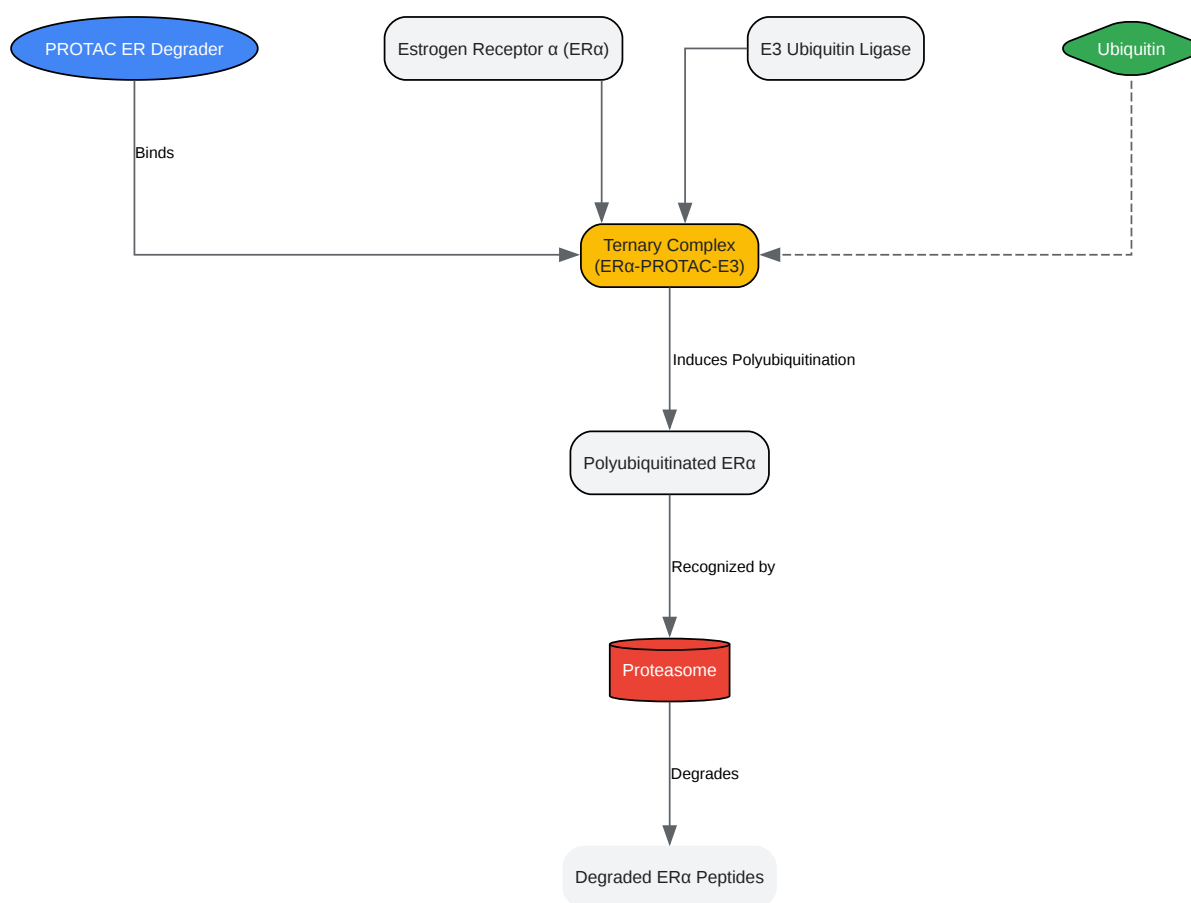 PROTAC ER Degrader
Estrogen Receptor α (ERα)
E3 Ubiquitin Ligase
Ubiquitin
Binds
Ternary Complex
(ERα-PROTAC-E3)
Induces Polyubiquitination
Polyubiquitinated ERα
Recognized by
Proteasome
Degrades
Degraded ERα Peptides